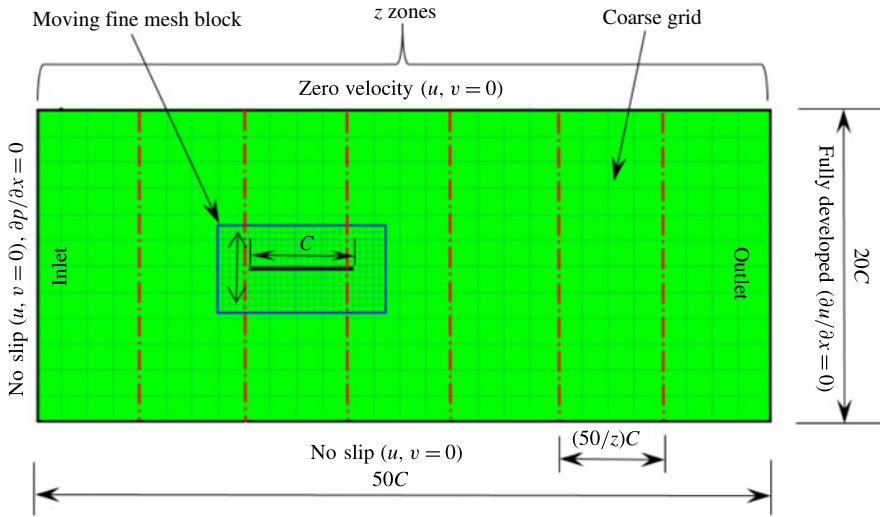 Moving fine mesh block
z zones
Coarse grid
Zero velocity (u, v = 0)
No slip (u, v = 0), ∂p/∂x = 0
Inlet
C
Outlet
Fully developed (∂u/∂x = 0)
20C
No slip (u, v = 0)
(50/z)C
50C